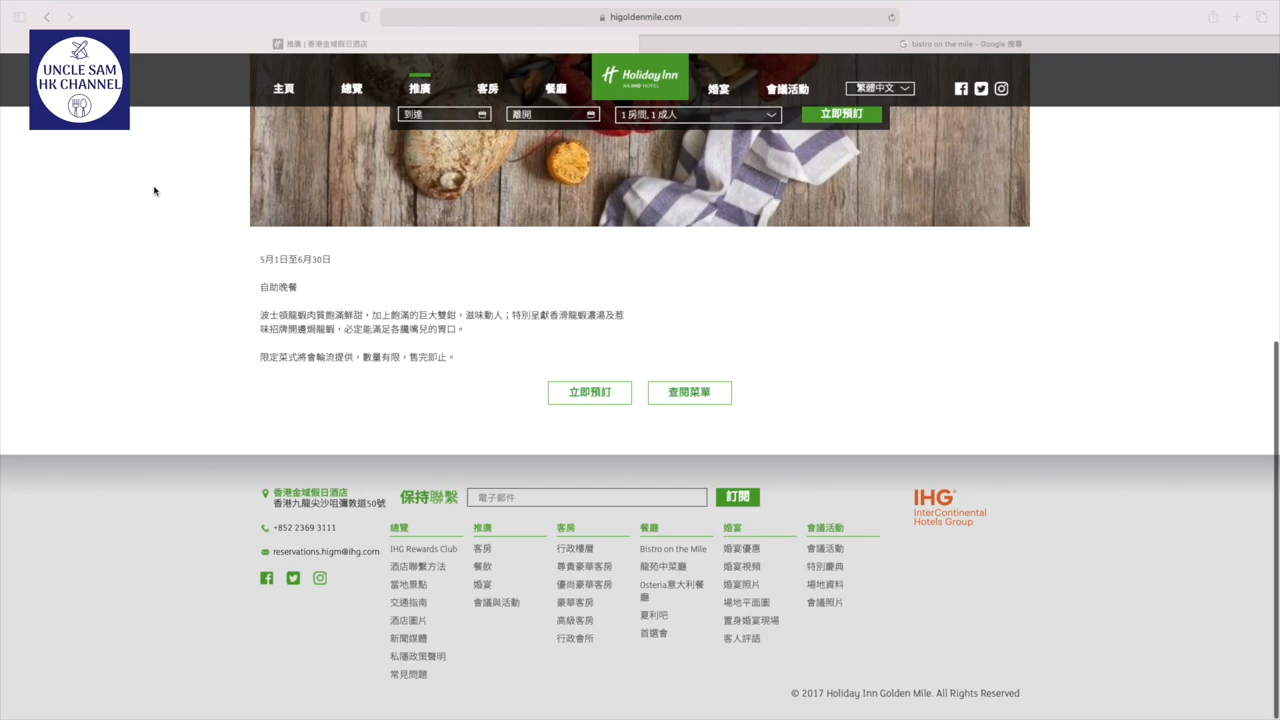 higoldenmile.com
推廣 | 香港金域假日酒店
bistro on the mile - Google 搜尋
UNCLE SAM
HK CHANNEL
主頁
總覽
推廣
客房
餐廳
Holiday Inn
AN IHG HOTEL
婚宴
會議活動
繁體中文
到達
離開
1 房間, 1 成人
立即預訂
5月1日至6月30日
自助晚餐
波士頓龍蝦肉質飽滿鮮甜，加上飽滿的巨大雙鉗，滋味動人；特別呈獻香滑龍蝦濃湯及惹
味招牌開邊焗龍蝦，必定能滿足各饞嘴兒的胃口。
限定菜式將會輪流提供，數量有限，售完即止。
立即預訂
查閱菜單
香港金域假日酒店
香港九龍尖沙咀彌敦道50號
+852 2369 3111
reservations.higm@ihg.com
保持聯繫
電子郵件
訂閱
總覽
IHG Rewards Club
酒店聯繫方法
當地景點
交通指南
酒店圖片
新聞媒體
私隱政策聲明
常見問題
推廣
客房
餐飲
婚宴
會議與活動
客房
行政樓層
尊貴豪華客房
優尚豪華客房
豪華客房
高級客房
行政會所
餐廳
Bistro on the Mile
龍苑中菜廳
Osteria意大利餐
廳
夏利吧
首選會
婚宴
婚宴優惠
婚宴視頻
婚宴照片
場地平面圖
置身婚宴現場
客人評語
會議活動
會議活動
特別慶典
場地資料
會議照片
IHG®
InterContinental
Hotels Group
© 2017 Holiday Inn Golden Mile. All Rights Reserved